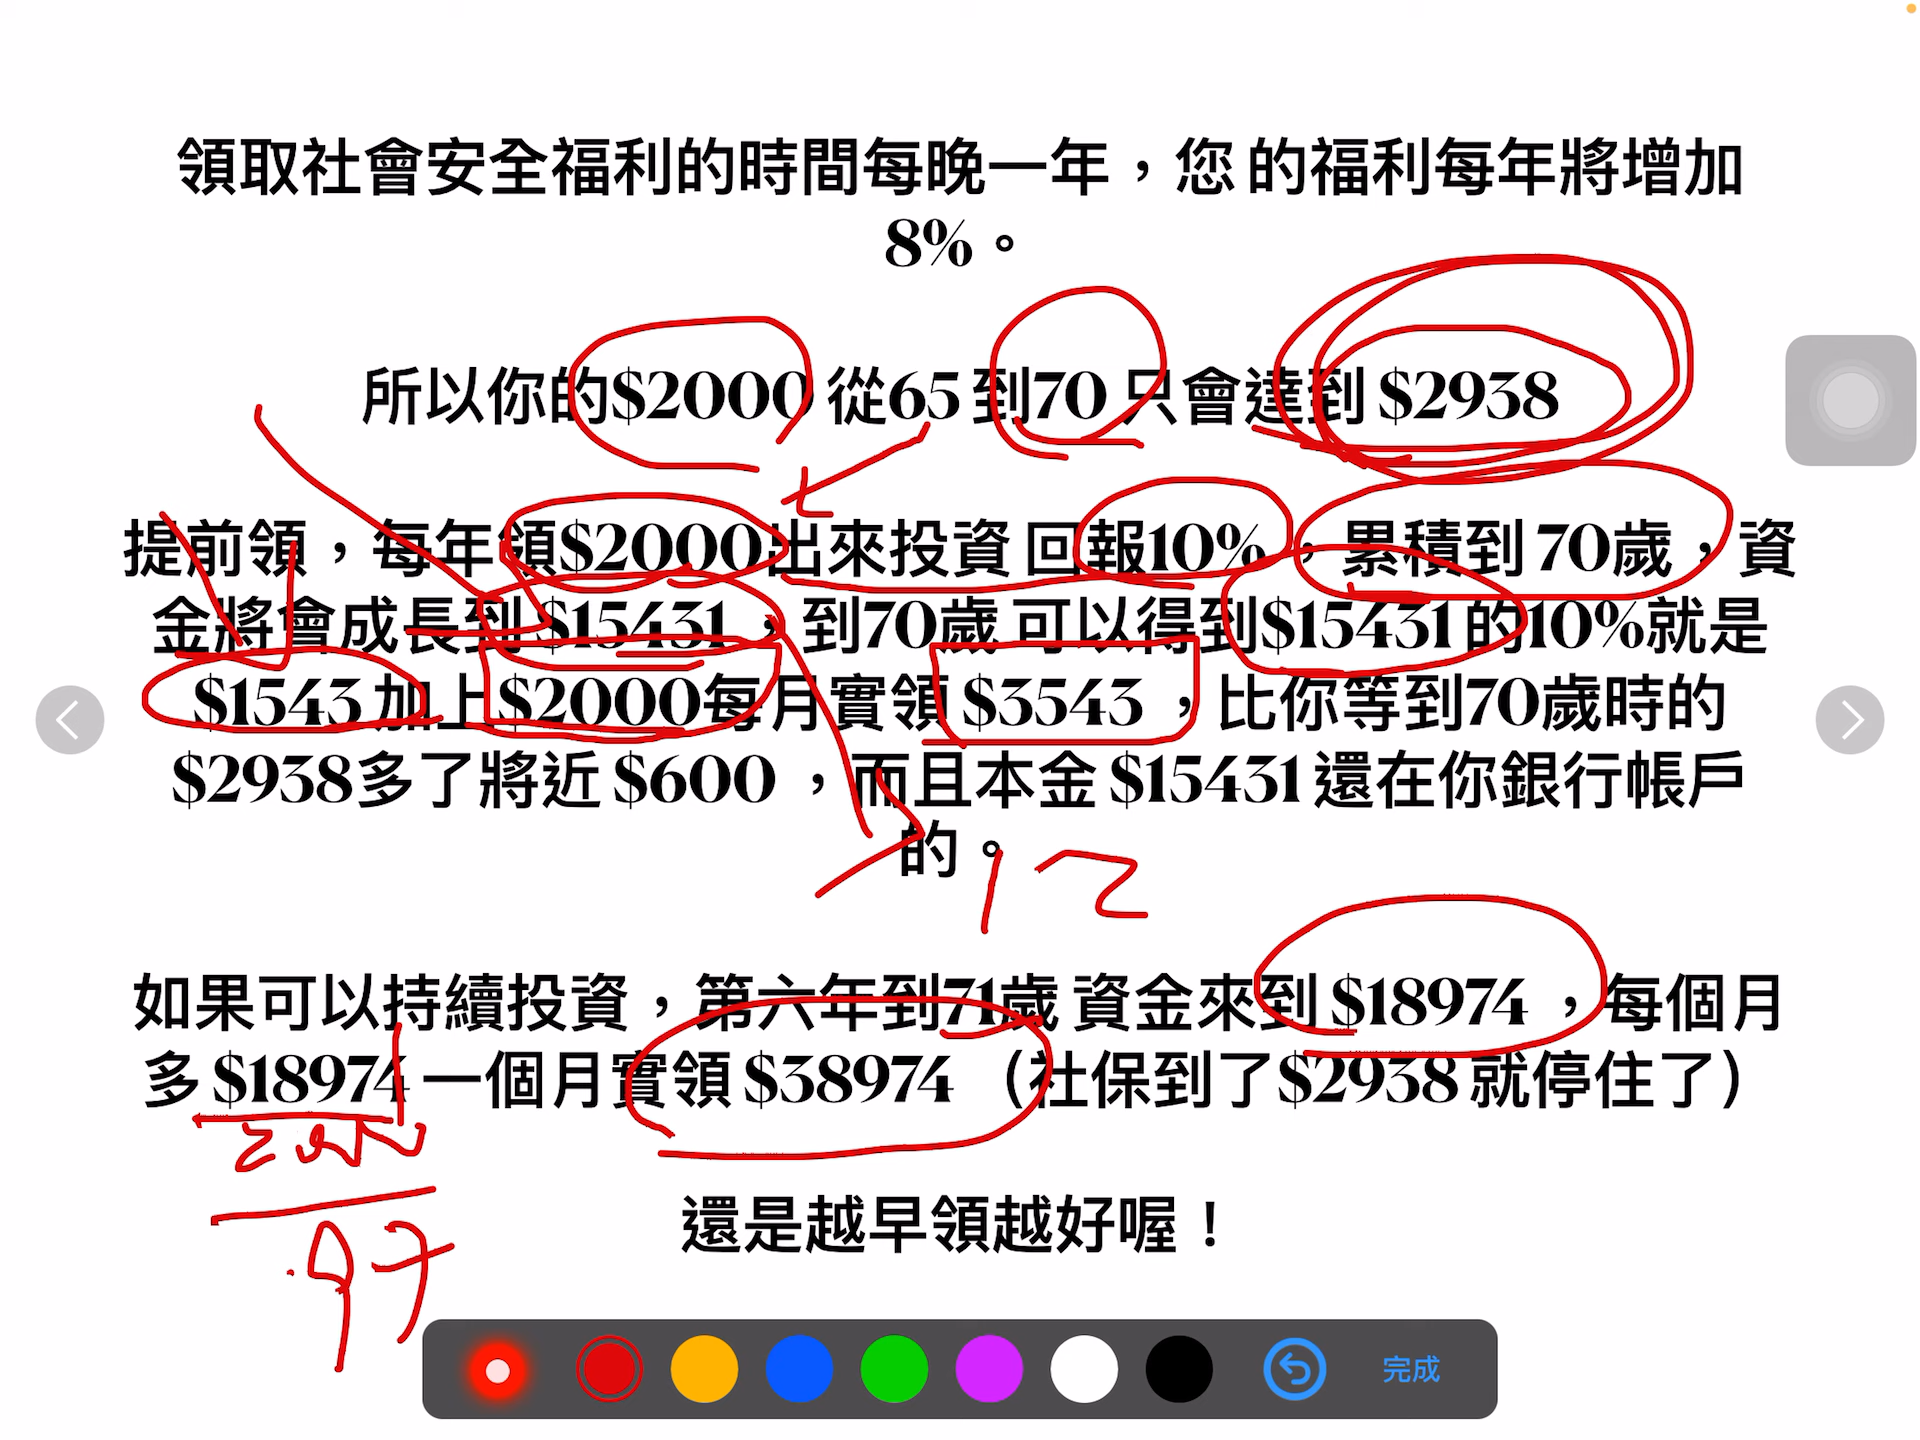 領取社會安全福利的時間每晚一年，您的福利每年將增加
8%。
所以你的$2000 從65到70只會達到 $2938
提前領，每年領$2000出來投資 回報10%，累積到 70歲，資
金將會成長到 $15431，到70歲 可以得到$15431的10%就是
$1543 加上 $2000每月實領 $3543，比你等到70歲時的
$2938多了將近 $600，而且本金 $15431 還在你銀行帳戶
的。
12
如果可以持續投資，第六年到71歲 資金來到 $18974，每個月
多 $18974 一個月實領 $38974（社保到了$2938 就停住了）
97
還是越早領越好喔！
完成